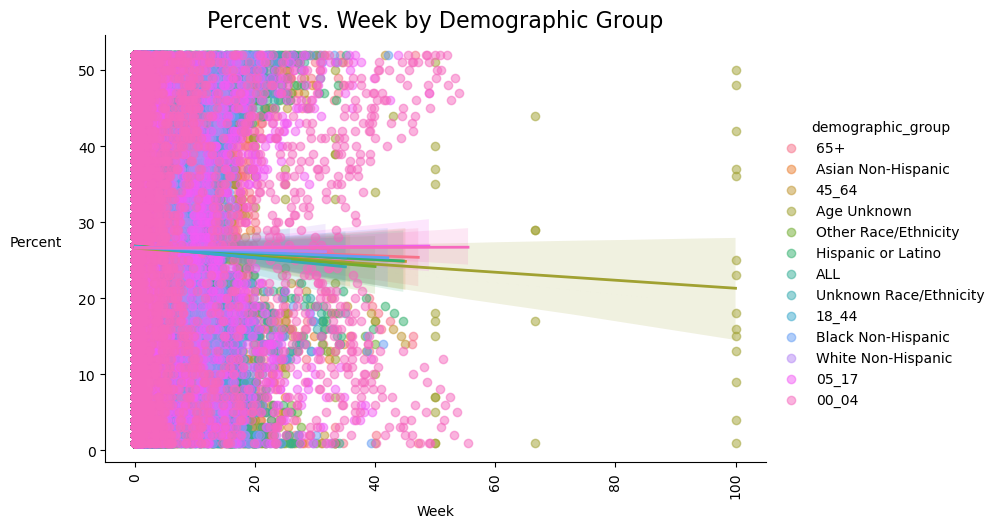 Percent vs. Week by Demographic Group
50
40
30
20
10
0
Percent
0
20
40
60
80
100
Week
demographic_group
65+
Asian Non-Hispanic
45_64
Age Unknown
Other Race/Ethnicity
Hispanic or Latino
ALL
Unknown Race/Ethnicity
18_44
Black Non-Hispanic
White Non-Hispanic
05_17
00_04